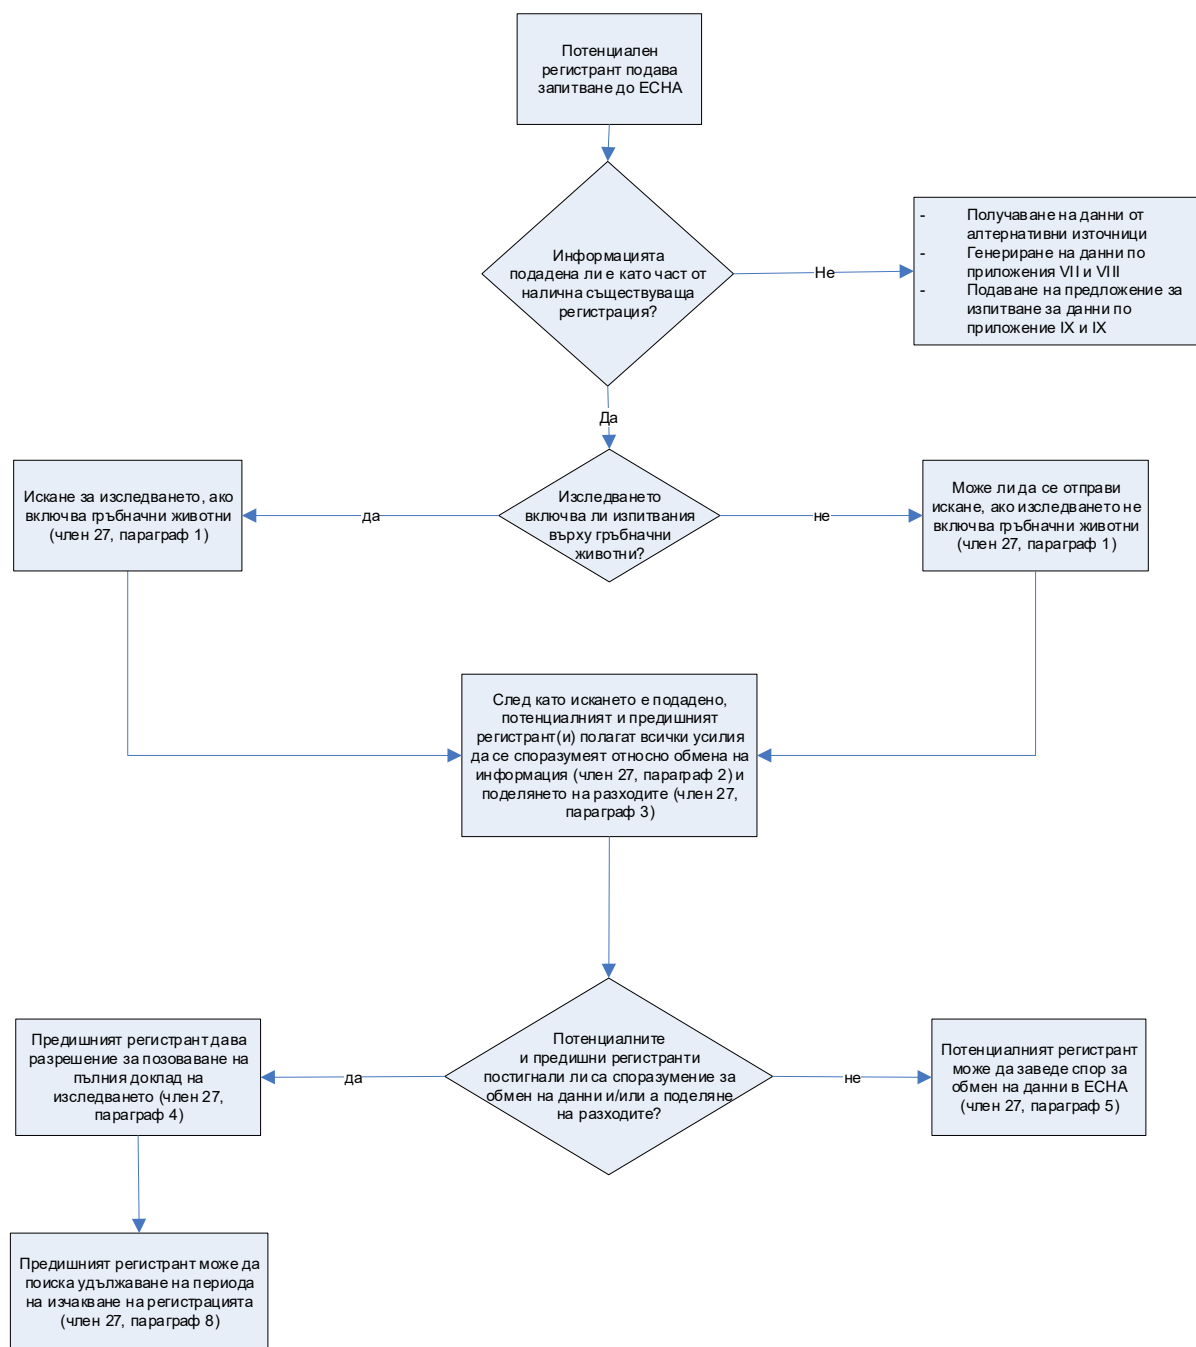 Потенциален
регистрант подава
запитване до ECHA
Информацията
подадена ли е като част от
налична съществуваща
регистрация?
Не
- Получаване на данни от
алтернативни източници
- Генериране на данни по
приложения VII и VIII
- Подаване на предложение за
изпитване за данни по
приложение IX и IX
Да
Искане за изследването, ако
включва гръбначни животни
(член 27, параграф 1)
да
Изследването
включва ли изпитвания
върху гръбначни
животни?
не
Може ли да се отправи
искане, ако изследването не
включва гръбначни животни
(член 27, параграф 1)
След като искането е подадено,
потенциалният и предишният
регистрант(и) полагат всички усилия
да се споразумеят относно обмена на
информация (член 27, параграф 2) и
поделянето на разходите (член 27,
параграф 3)
Предишният регистрант дава
разрешение за позоваване на
пълния доклад на
изследването (член 27,
параграф 4)
да
Потенциалните
и предишни регистранти
постигнали ли са споразумение за
обмен на данни и/или а поделяне
на разходите?
не
Потенциалният регистрант
може да заведе спор за
обмен на данни в ECHA
(член 27, параграф 5)
Предишният регистрант може да
поиска удължаване на периода
на изчакване на регистрацията
(член 27, параграф 8)